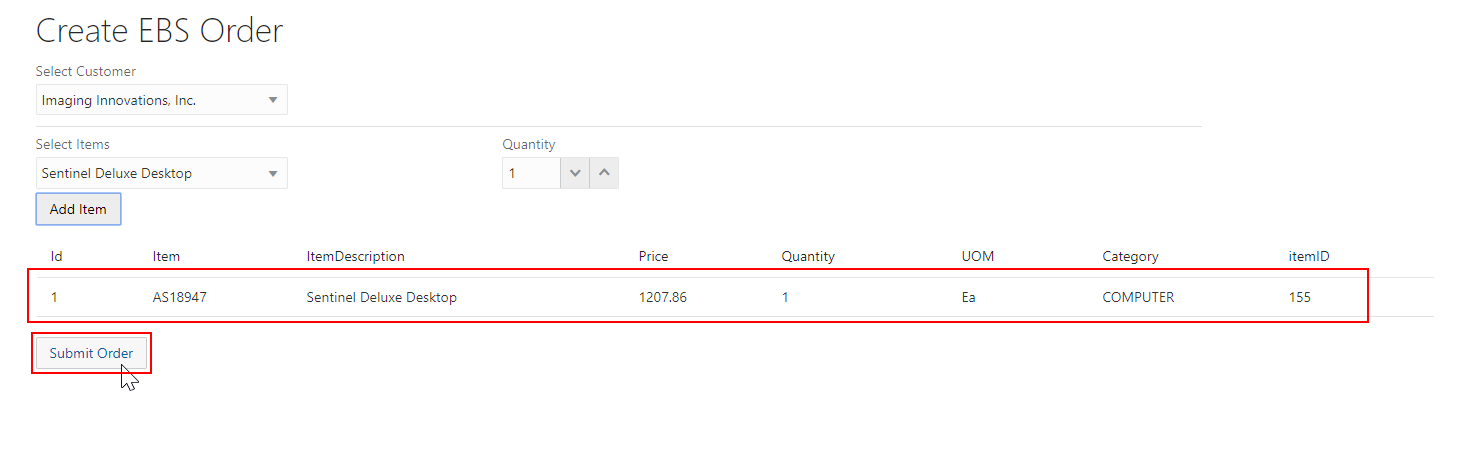 Create EBS Order
Select Customer
Imaging Innovations, Inc.
Select Items Quantity
Sentinel Deluxe Desktop 1
Add Item
Id Item ItemDescription Price Quantity UOM Category itemID
1 AS18947 Sentinel Deluxe Desktop 1207.86 1 Ea COMPUTER 155
Submit Order